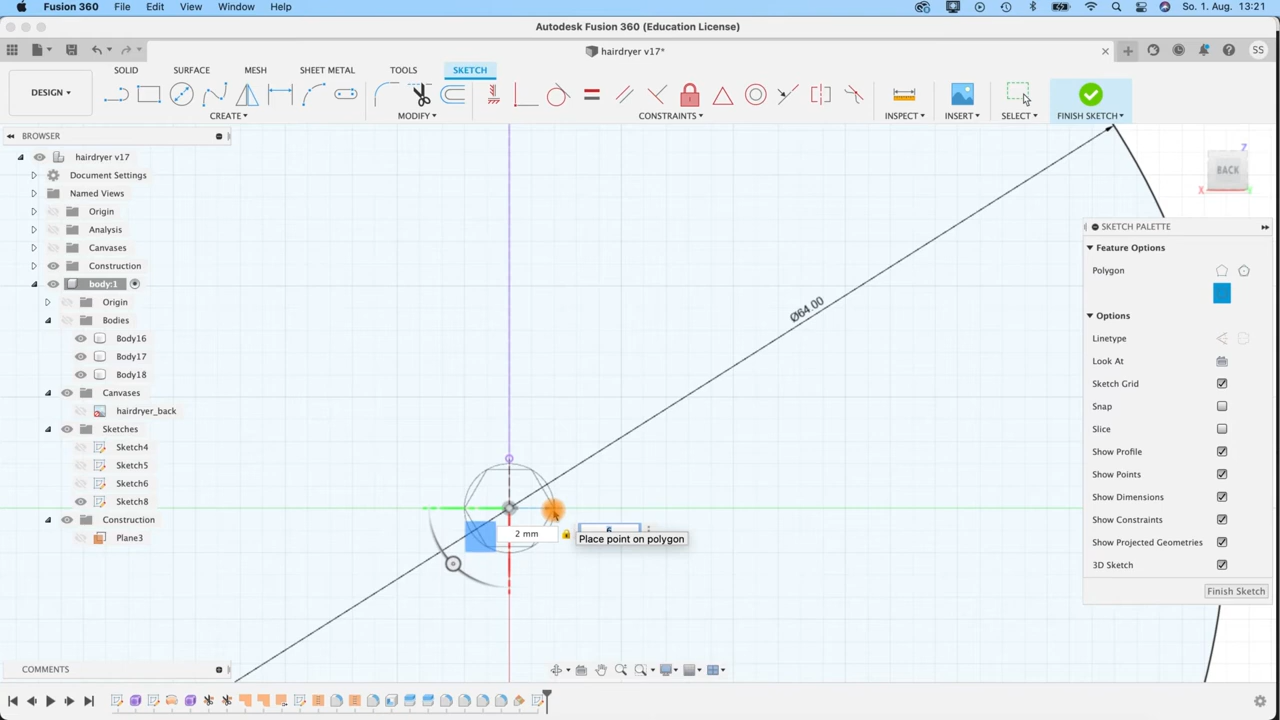 Fusion 360 File Edit View Window Help So. 1. Aug. 13:21
Autodesk Fusion 360 (Education License)
hairdryer v17* SS
DESIGN SOLID SURFACE MESH SHEET METAL TOOLS SKETCH
CREATE MODIFY CONSTRAINTS INSPECT INSERT SELECT FINISH SKETCH
BROWSER
hairdryer v17
Document Settings
Named Views
Origin
Analysis
Canvases
Construction
body:1
Origin
Bodies
Body16
Body17
Body18
Canvases
hairdryer_back
Sketches
Sketch4
Sketch5
Sketch6
Sketch8
Construction
Plane3
COMMENTS
Ø64.00
2 mm
6
Place point on polygon
Z
BACK
X
SKETCH PALETTE
Feature Options
Polygon
Options
Linetype
Look At
Sketch Grid
Snap
Slice
Show Profile
Show Points
Show Dimensions
Show Constraints
Show Projected Geometries
3D Sketch
Finish Sketch